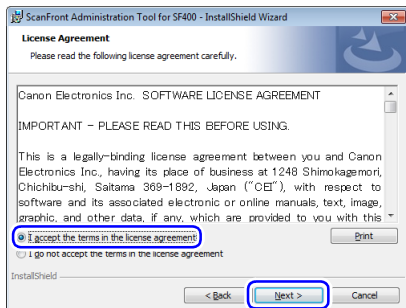 ScanFront Administration Tool for SF400 - InstallShield Wizard
License Agreement
Please read the following license agreement carefully.
Canon Electronics Inc. SOFTWARE LICENSE AGREEMENT
IMPORTANT - PLEASE READ THIS BEFORE USING.
This is a legally-binding license agreement between you and Canon
Electronics Inc., having its place of business at 1248 Shimokagemori,
Chichibu-shi, Saitama 369-1892, Japan ("CEI"), with respect to
software and its associated electronic or online manuals, text, image,
graphic, and other data, if any, which are provided to you with this
I accept the terms in the license agreement
Print
I do not accept the terms in the license agreement
InstallShield
< Back
Next >
Cancel